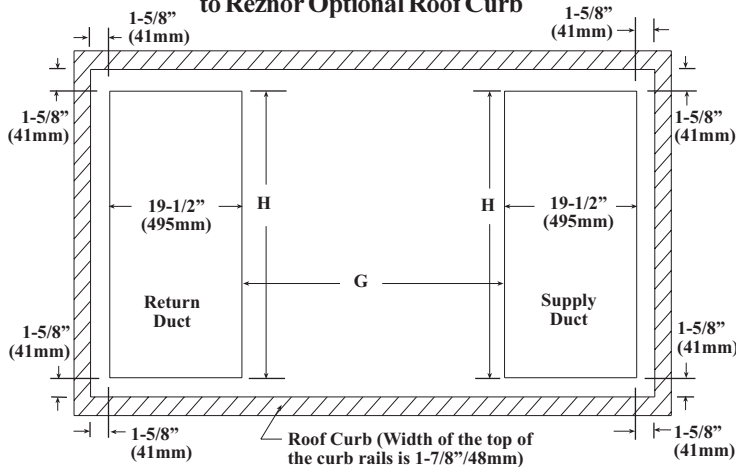 to Reznor Optional Roof Curb
1-5/8”
(41mm)
1-5/8”
(41mm)
1-5/8”
(41mm)
1-5/8”
(41mm)
19-1/2”
(495mm)
H
H
19-1/2”
(495mm)
G
Return
Duct
Supply
Duct
1-5/8”
(41mm)
1-5/8”
(41mm)
1-5/8”
(41mm)
1-5/8”
(41mm)
Roof Curb (Width of the top of
the curb rails is 1-7/8”/48mm)